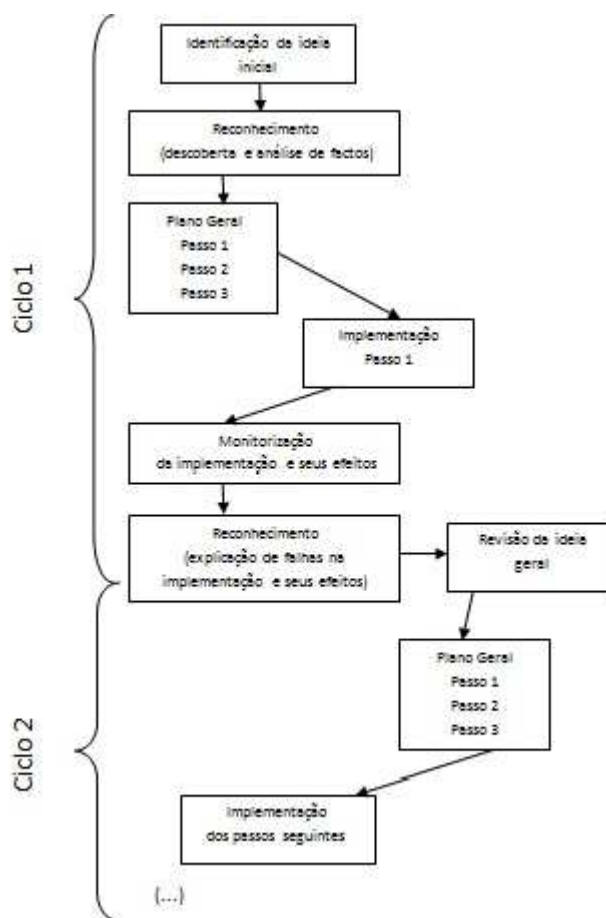 Identificação da ideia
inicial
Reconhecimento
(descoberta e análise de factos)
Plano Geral
Passo 1
Passo 2
Passo 3
Ciclo 1
Implementação
Passo 1
Monitorização
da implementação e seus efeitos
Reconhecimento
(explicação de falhas na
implementação e seus efeitos)
Revisão da ideia
geral
Plano Geral
Passo 1
Passo 2
Passo 3
Ciclo 2
Implementação
dos passos seguintes
(...)